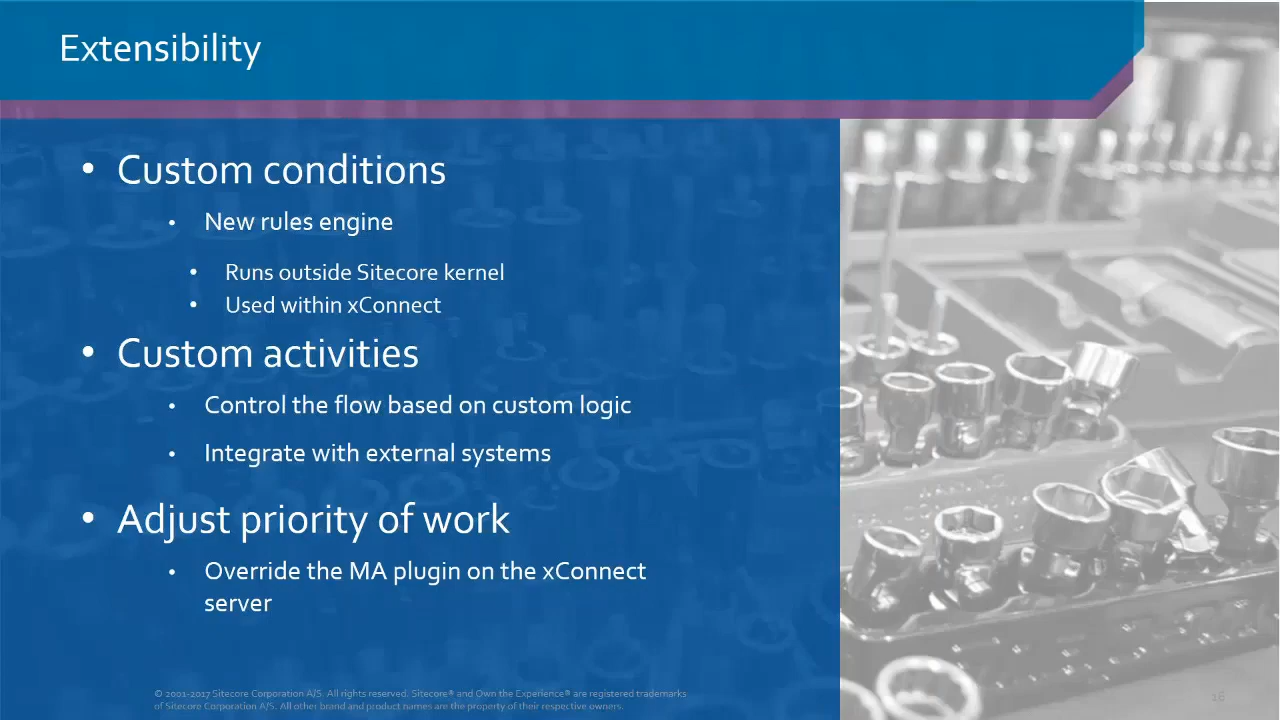 Extensibility
• Custom conditions
• New rules engine
• Runs outside Sitecore kernel
• Used within xConnect
• Custom activities
• Control the flow based on custom logic
• Integrate with external systems
• Adjust priority of work
• Override the MA plugin on the xConnect
server
© 2001-2017 Sitecore Corporation A/S. All rights reserved. Sitecore® and Own the Experience® are registered trademarks
of Sitecore Corporation A/S. All other brand and product names are the property of their respective owners.
16